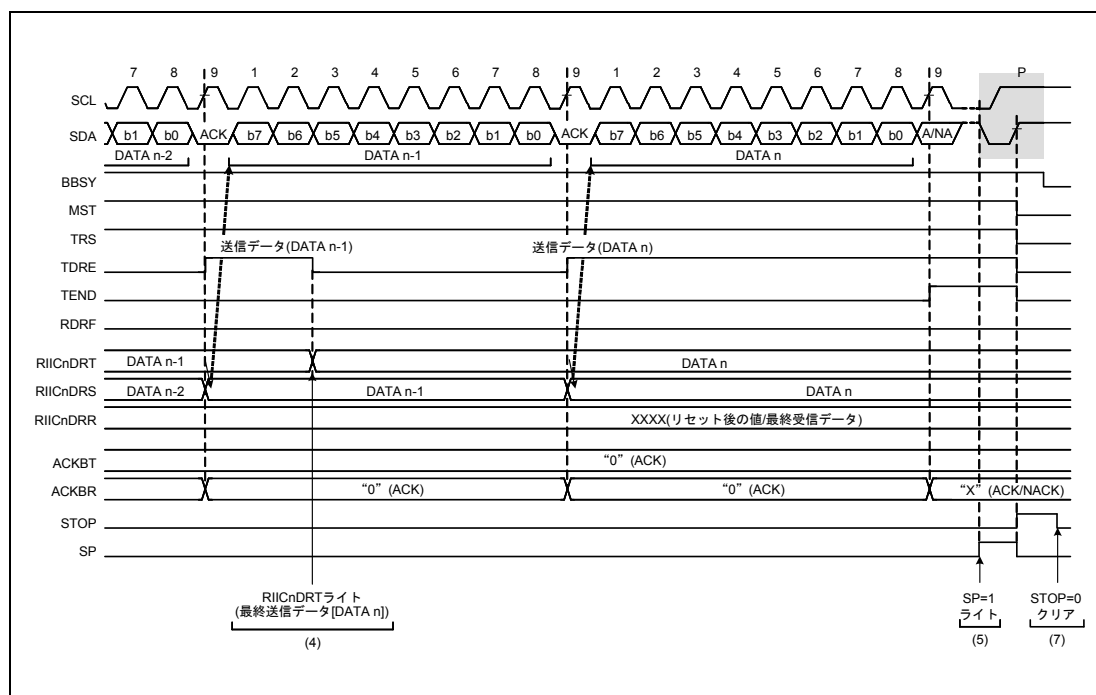 7 8 9 1 2 3 4 5 6 7 8 9 1 2 3 4 5 6 7 8 9 P
SCL
SDA b1 b0 ACK b7 b6 b5 b4 b3 b2 b1 b0 ACK b7 b6 b5 b4 b3 b2 b1 b0 A/NA
DATA n-2 DATA n-1 DATA n
BBSY
MST
TRS
送信データ(DATA n-1) 送信データ(DATA n)
TDRE
TEND
RDRF
RIICnDRT DATA n-1 DATA n
RIICnDRS DATA n-2 DATA n-1 DATA n
RIICnDRR XXXX(リセット後の値/最終受信データ)
ACKBT “0” (ACK)
ACKBR “0” (ACK) “0” (ACK) “X” (ACK/NACK)
STOP
SP
RIICnDRTライト
(最終送信データ[DATA n])
(4)
SP=1
ライト
(5)
STOP=0
クリア
(7)